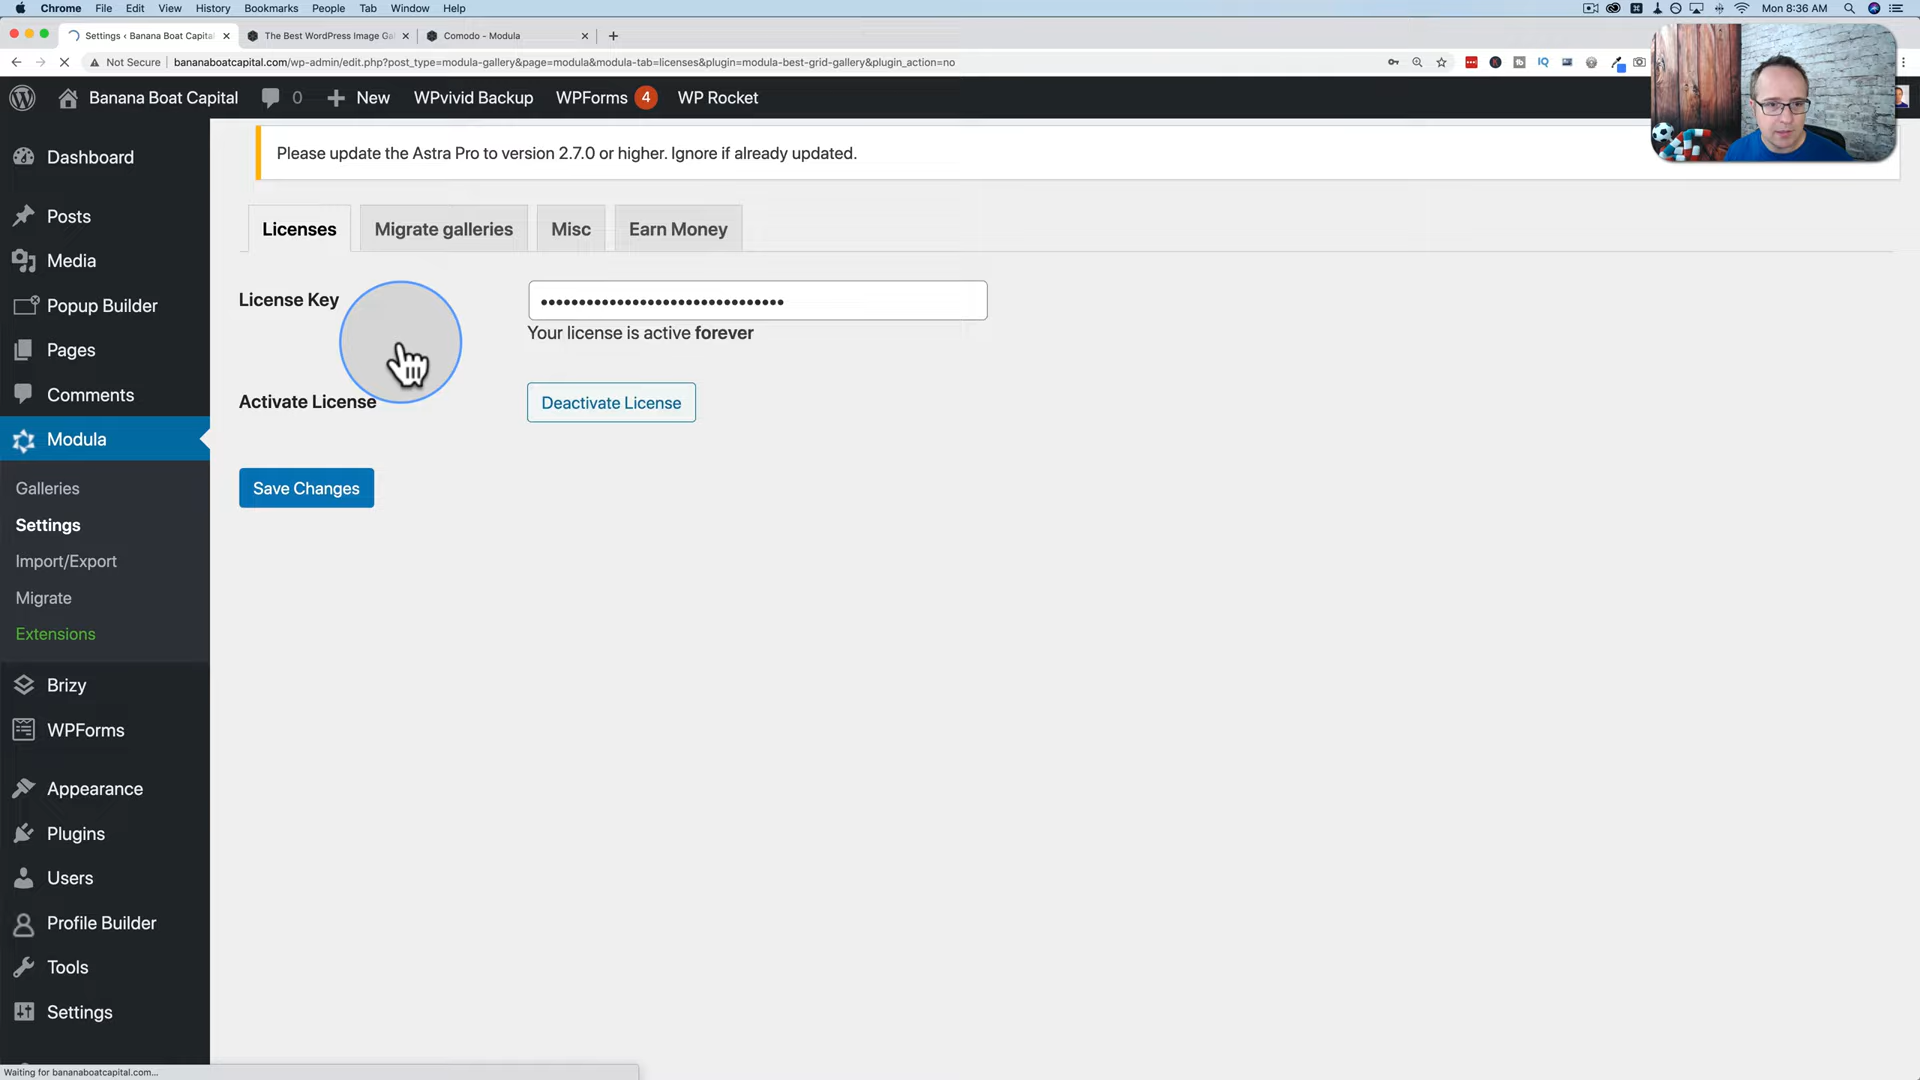 Chrome File Edit View History Bookmarks People Tab Window Help Mon 8:36 AM
Settings ‹ Banana Boat Capital The Best WordPress Image Ga Comodo - Modula
Not Secure bananaboatcapital.com/wp-admin/edit.php?post_type=modula-gallery&page=modula&modula-tab=licenses&plugin=modula-best-grid-gallery&plugin_action=no
Banana Boat Capital 0 New WPvivid Backup WPForms 4 WP Rocket
Please update the Astra Pro to version 2.7.0 or higher. Ignore if already updated.
Dashboard
Posts
Media
Popup Builder
Pages
Comments
Modula
Galleries
Settings
Import/Export
Migrate
Extensions
Brizy
WPForms
Appearance
Plugins
Users
Profile Builder
Tools
Settings
Licenses Migrate galleries Misc Earn Money
License Key
Your license is active forever
Activate License Deactivate License
Save Changes
Waiting for bananaboatcapital.com...